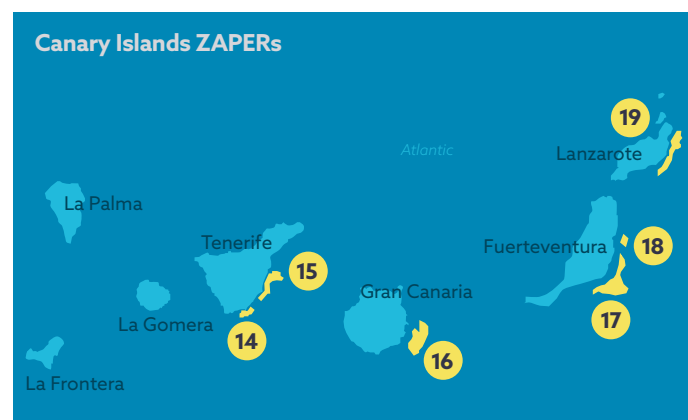 Canary Islands ZAPERs
19
Atlantic
Lanzarote
La Palma
Tenerife
Fuerteventura
18
15
Gran Canaria
La Gomera
17
14
16
La Frontera